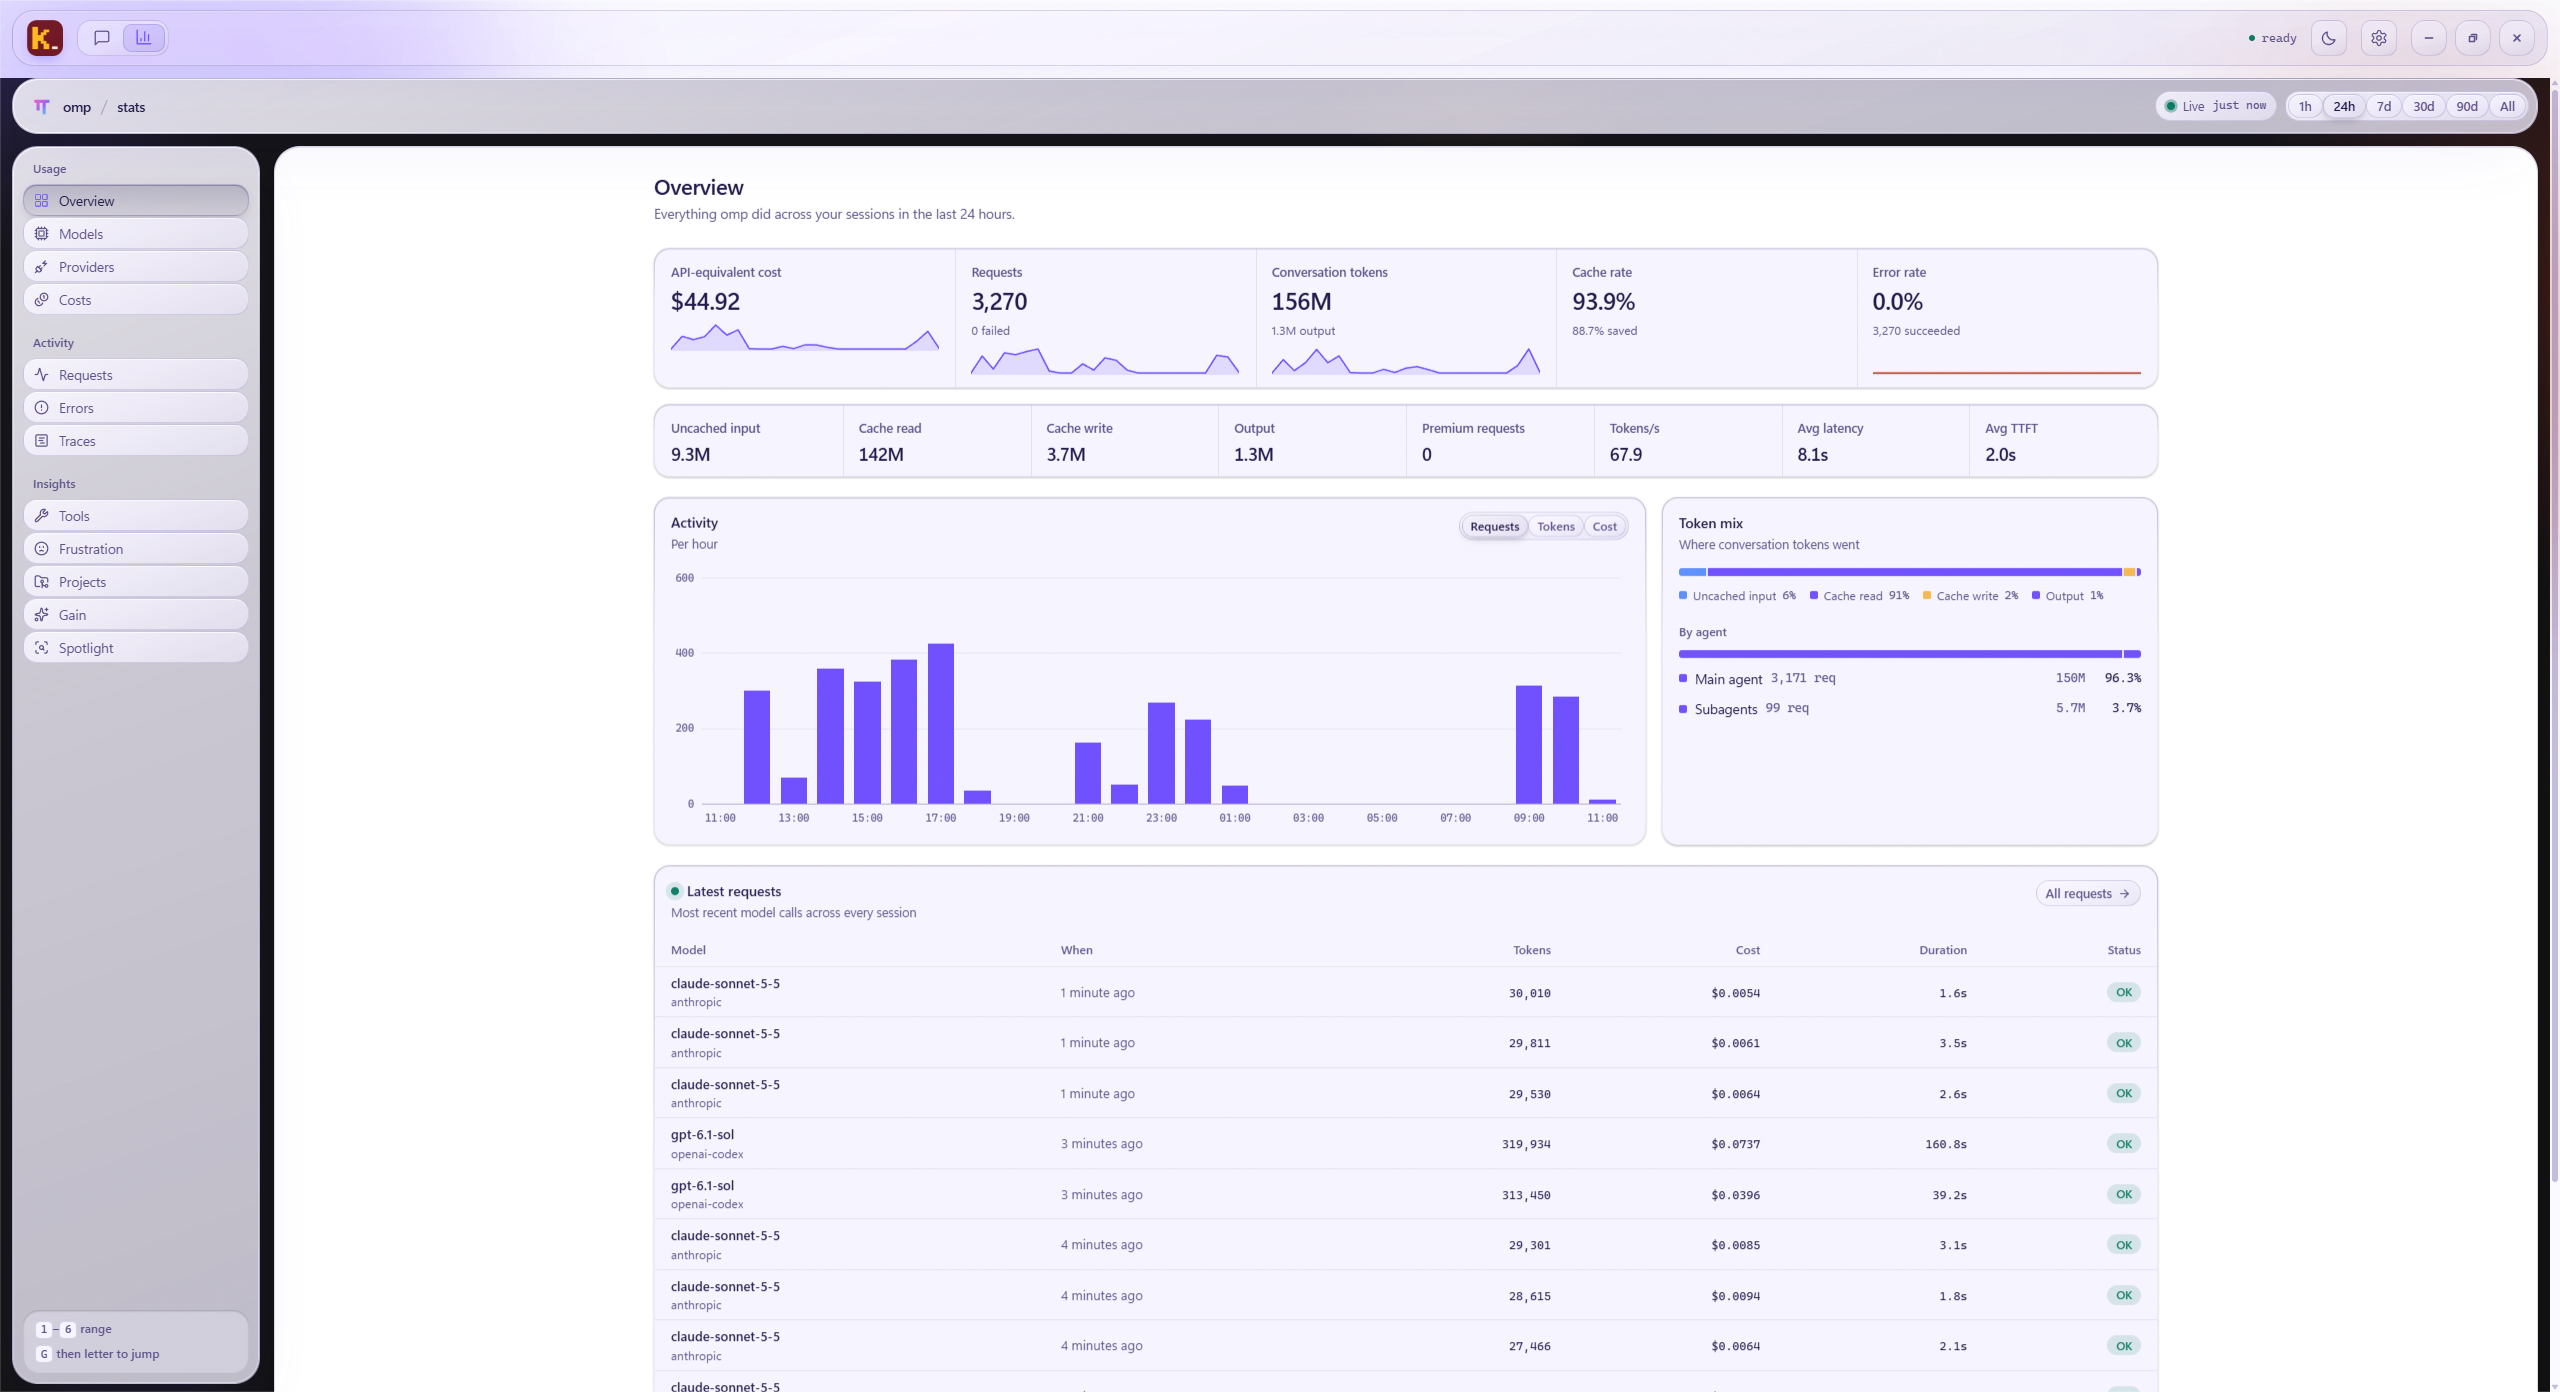 K_
ready
omp / stats
Live just now
1h 24h 7d 30d 90d All
Usage
Overview
Models
Providers
Costs
Activity
Requests
Errors
Traces
Insights
Tools
Frustration
Projects
Gain
Spotlight
1 – 6 range
G then letter to jump
Overview
Everything omp did across your sessions in the last 24 hours.
API-equivalent cost
$44.92
Requests
3,270
0 failed
Conversation tokens
156M
1.3M output
Cache rate
93.9%
88.7% saved
Error rate
0.0%
3,270 succeeded
Uncached input
9.3M
Cache read
142M
Cache write
3.7M
Output
1.3M
Premium requests
0
Tokens/s
67.9
Avg latency
8.1s
Avg TTFT
2.0s
Activity
Per hour
Requests Tokens Cost
600
400
200
0
11:00 13:00 15:00 17:00 19:00 21:00 23:00 01:00 03:00 05:00 07:00 09:00 11:00
Token mix
Where conversation tokens went
Uncached input 6% Cache read 91% Cache write 2% Output 1%
By agent
Main agent 3,171 req 150M 96.3%
Subagents 99 req 5.7M 3.7%
Latest requests
Most recent model calls across every session
All requests →
Model When Tokens Cost Duration Status
claude-sonnet-5-5
anthropic
1 minute ago 30,010 $0.0054 1.6s OK
claude-sonnet-5-5
anthropic
1 minute ago 29,811 $0.0061 3.5s OK
claude-sonnet-5-5
anthropic
1 minute ago 29,530 $0.0064 2.6s OK
gpt-6.1-sol
openai-codex
3 minutes ago 319,934 $0.0737 160.8s OK
gpt-6.1-sol
openai-codex
3 minutes ago 313,450 $0.0396 39.2s OK
claude-sonnet-5-5
anthropic
4 minutes ago 29,301 $0.0085 3.1s OK
claude-sonnet-5-5
anthropic
4 minutes ago 28,615 $0.0094 1.8s OK
claude-sonnet-5-5
anthropic
4 minutes ago 27,466 $0.0064 2.1s OK
claude-sonnet-5-5